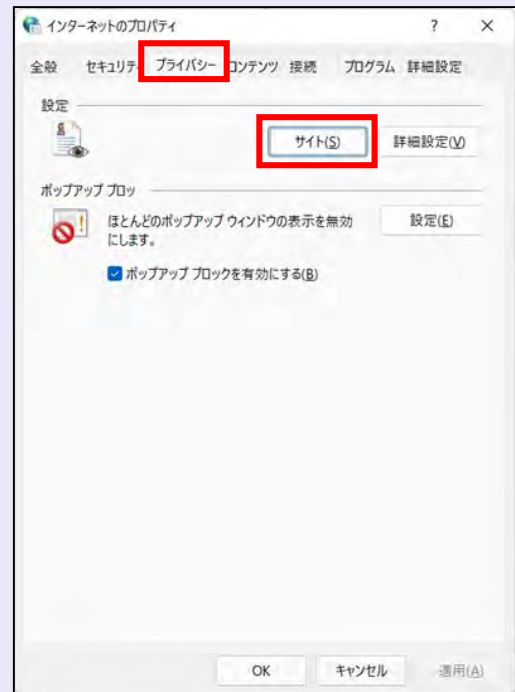 インターネットのプロパティ ? ×
全般 セキュリティ プライバシー コンテンツ 接続 プログラム 詳細設定
設定
サイト(S) 詳細設定(V)
ポップアップ ブロッ
ほとんどのポップアップ ウィンドウの表示を無効 設定(E)
にします。
ポップアップ ブロックを有効にする(B)
OK キャンセル 適用(A)